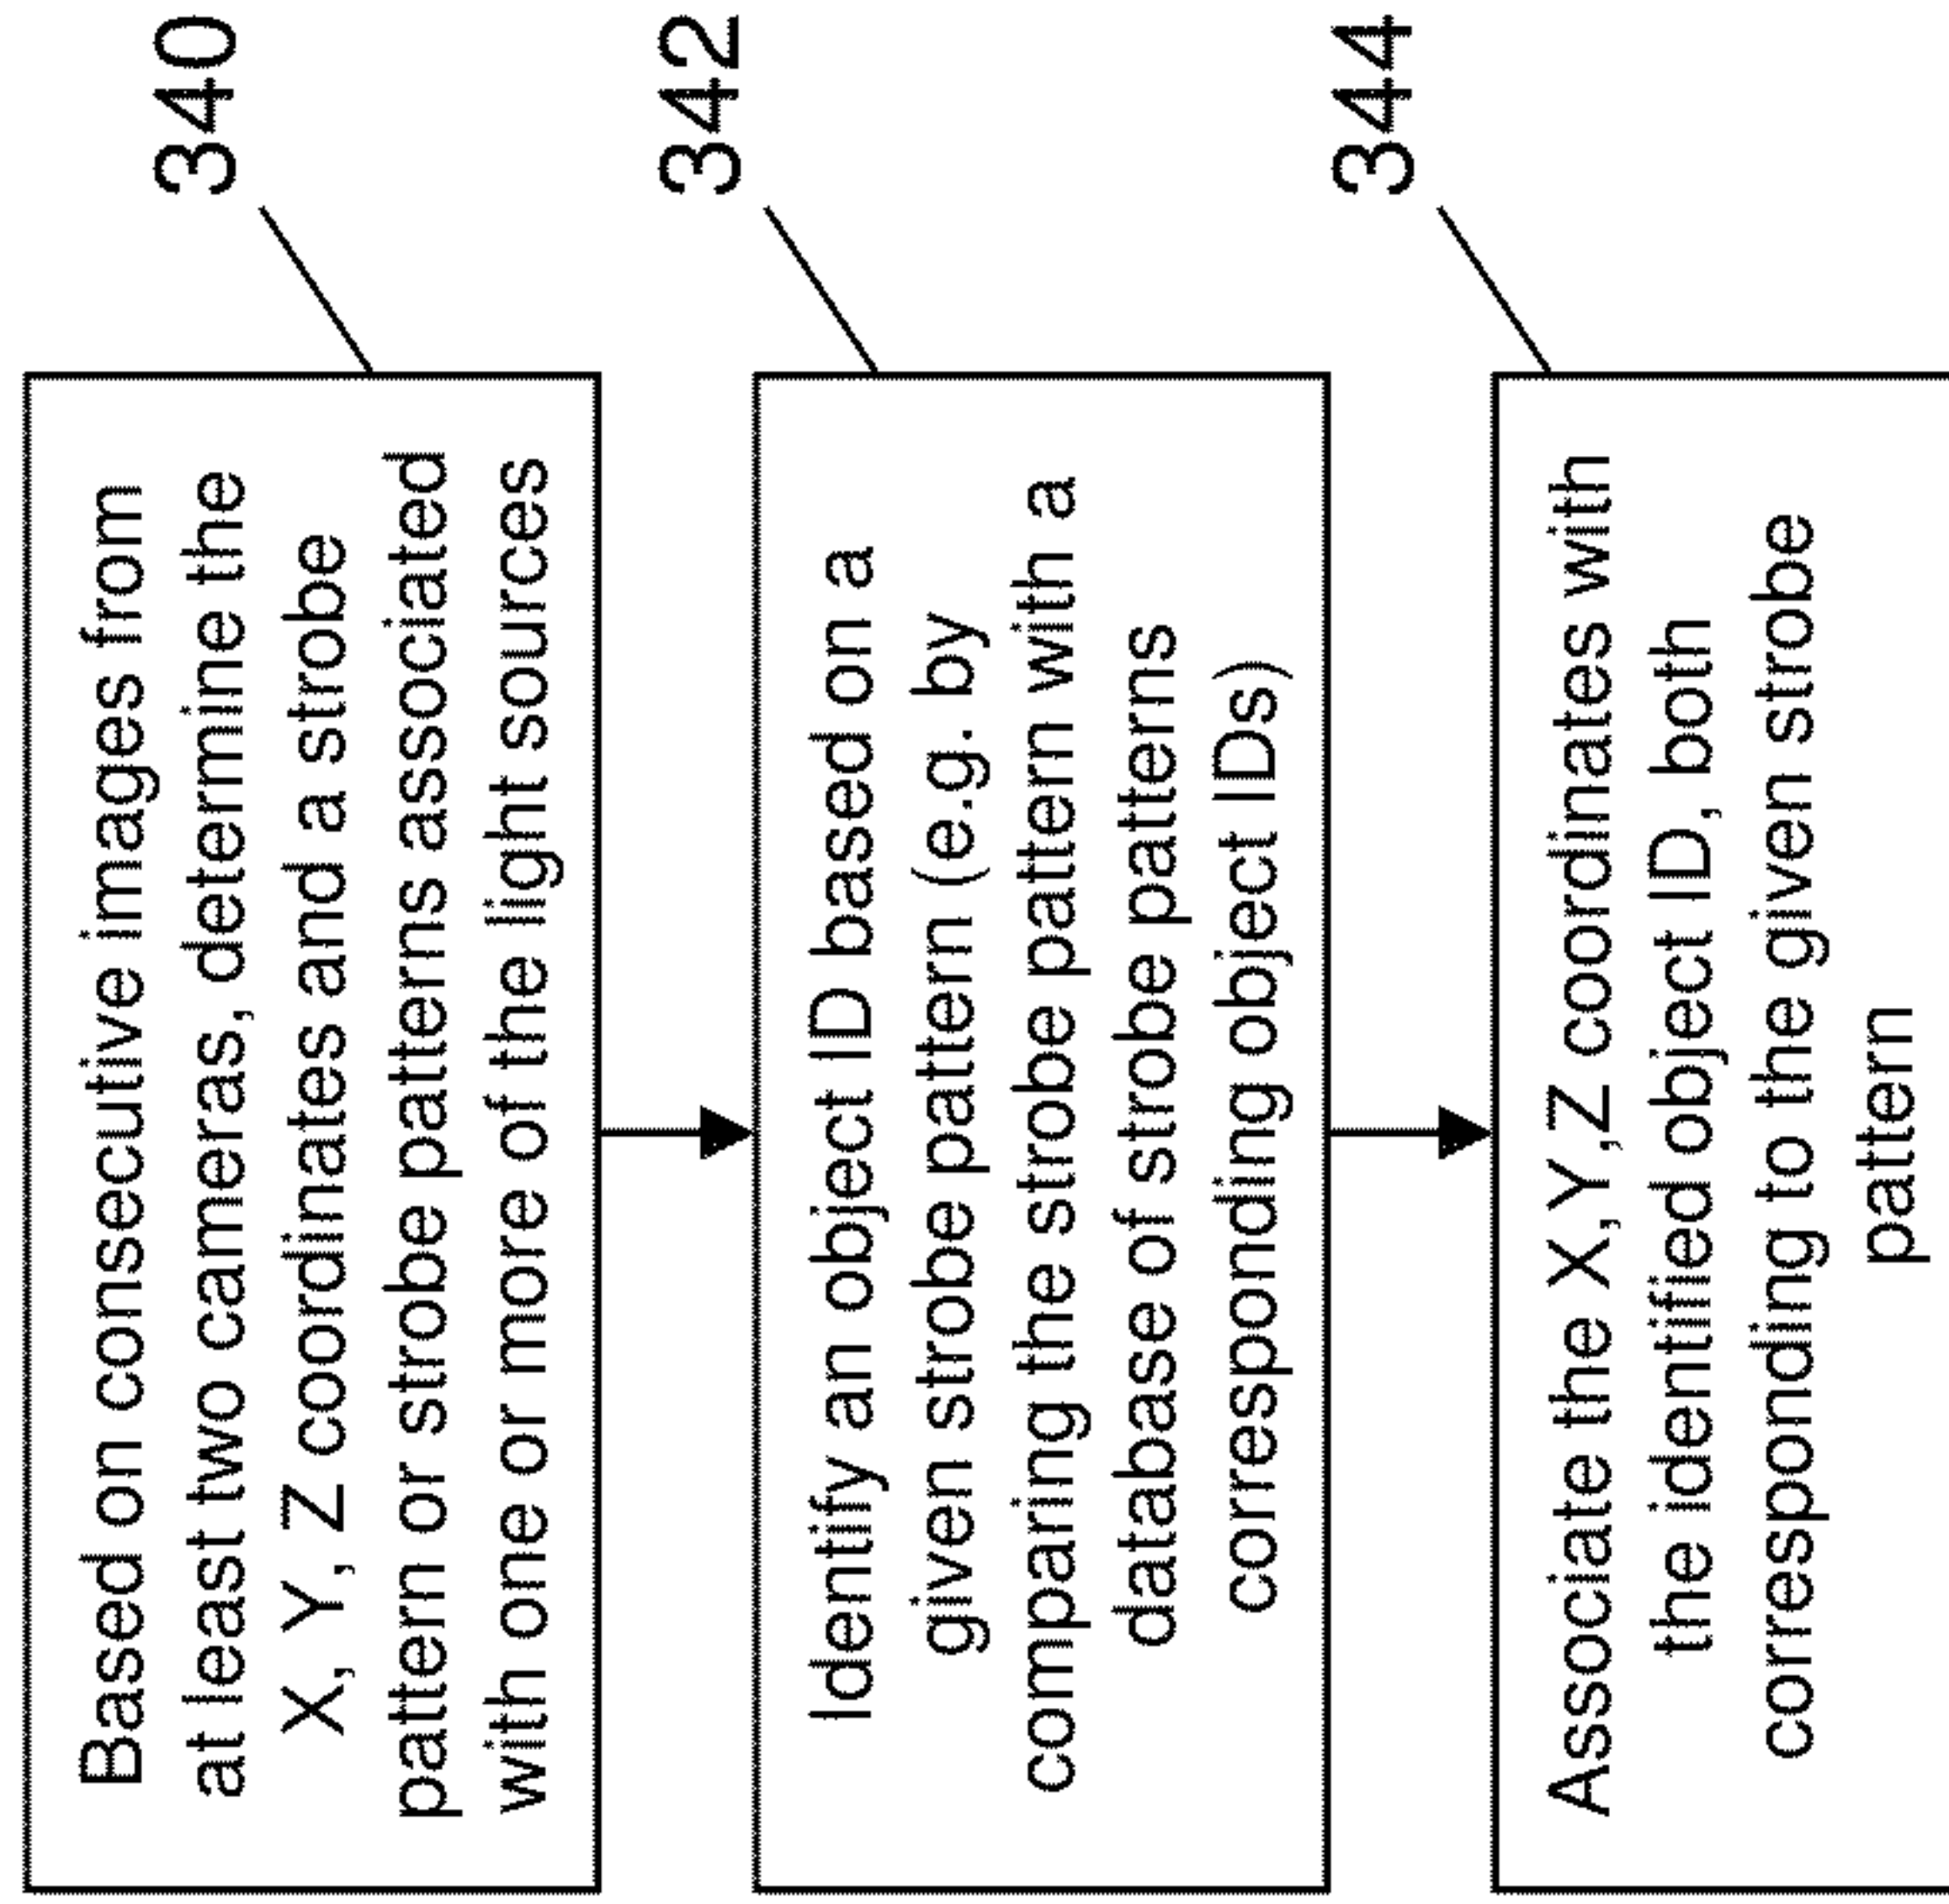 340
Based on consecutive images from
at least two cameras, determine the
X, Y, Z coordinates and a strobe
pattern or strobe patterns associated
with one or more of the light sources
342
Identify an object ID based on a
given strobe pattern (e.g. by
comparing the strobe pattern with a
database of strobe patterns
corresponding object IDs)
344
Associate the X,Y,Z coordinates with
the identified object ID, both
corresponding to the given strobe
pattern